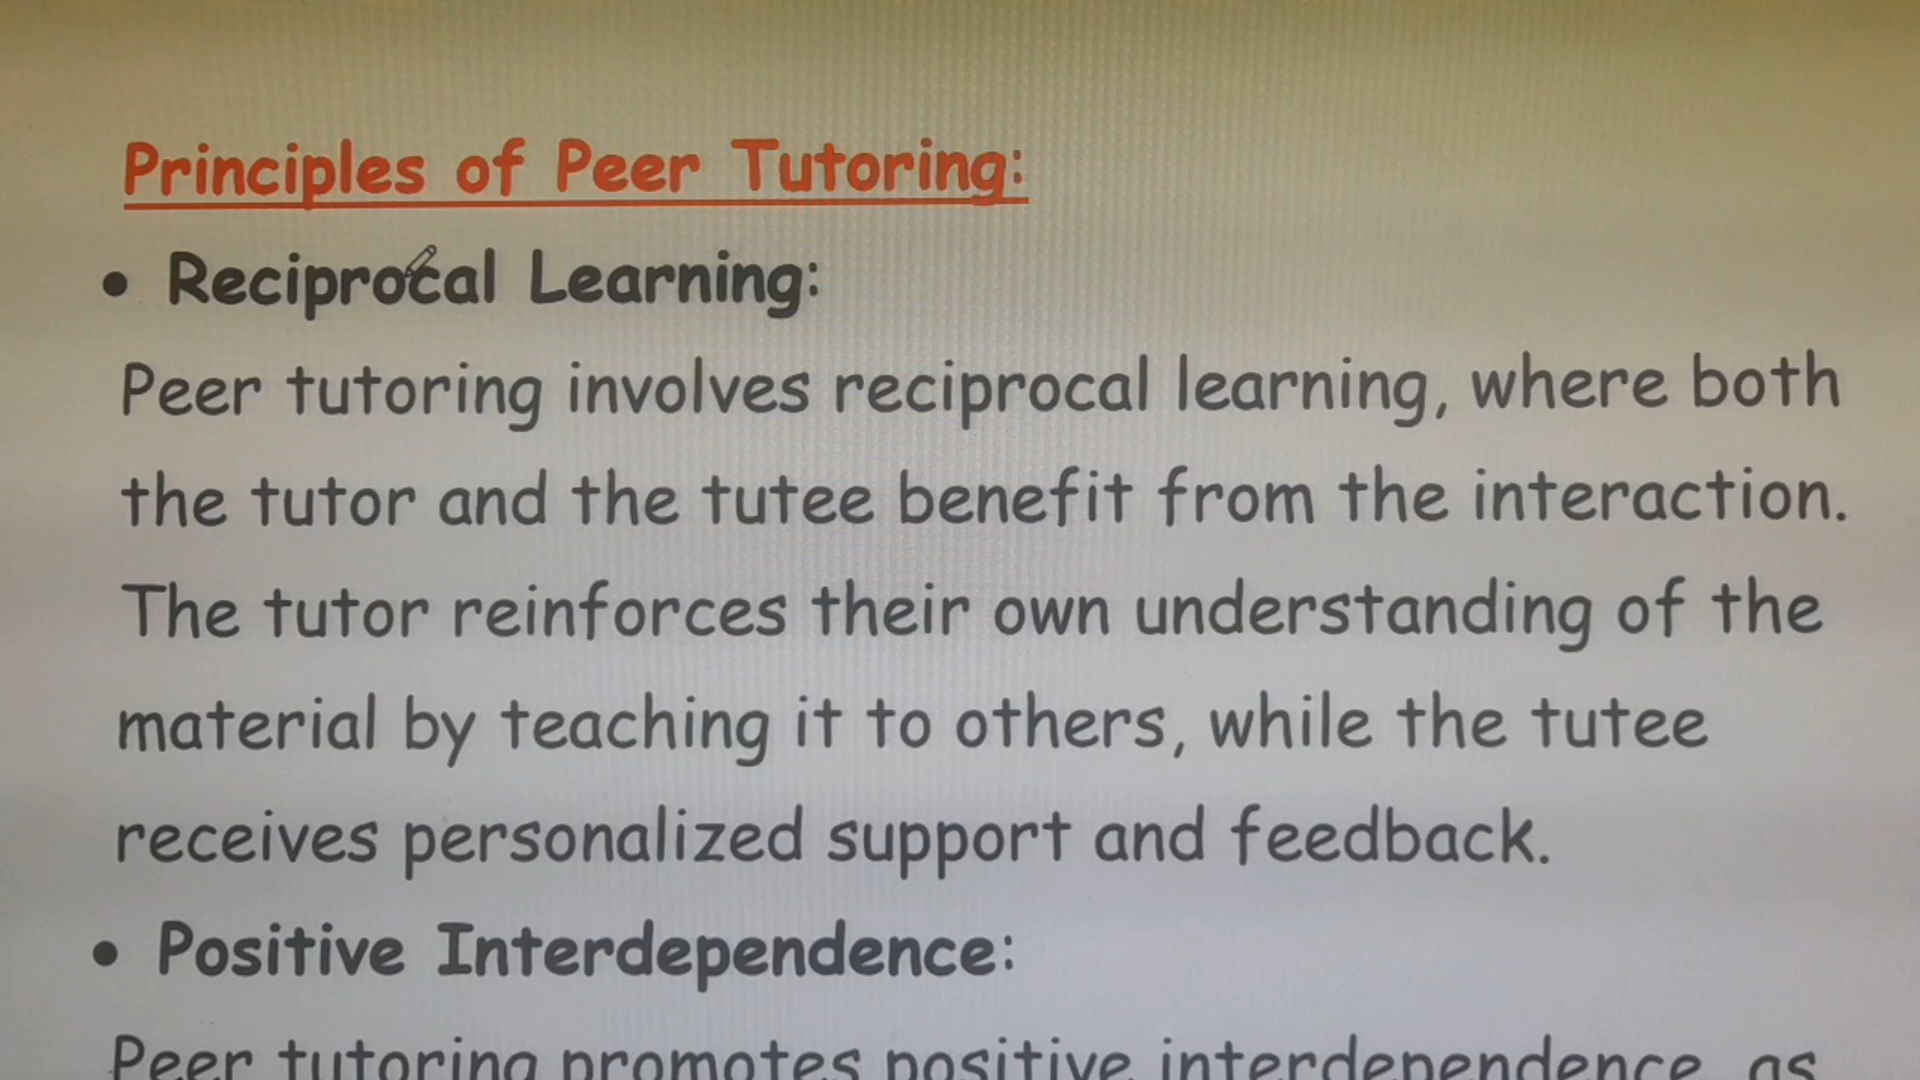 Principles of Peer Tutoring:
• Reciprocal Learning:
Peer tutoring involves reciprocal learning, where both
the tutor and the tutee benefit from the interaction.
The tutor reinforces their own understanding of the
material by teaching it to others, while the tutee
receives personalized support and feedback.
• Positive Interdependence:
Peer tutoring promotes positive interdependence, as